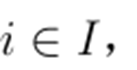 i ∈ I,